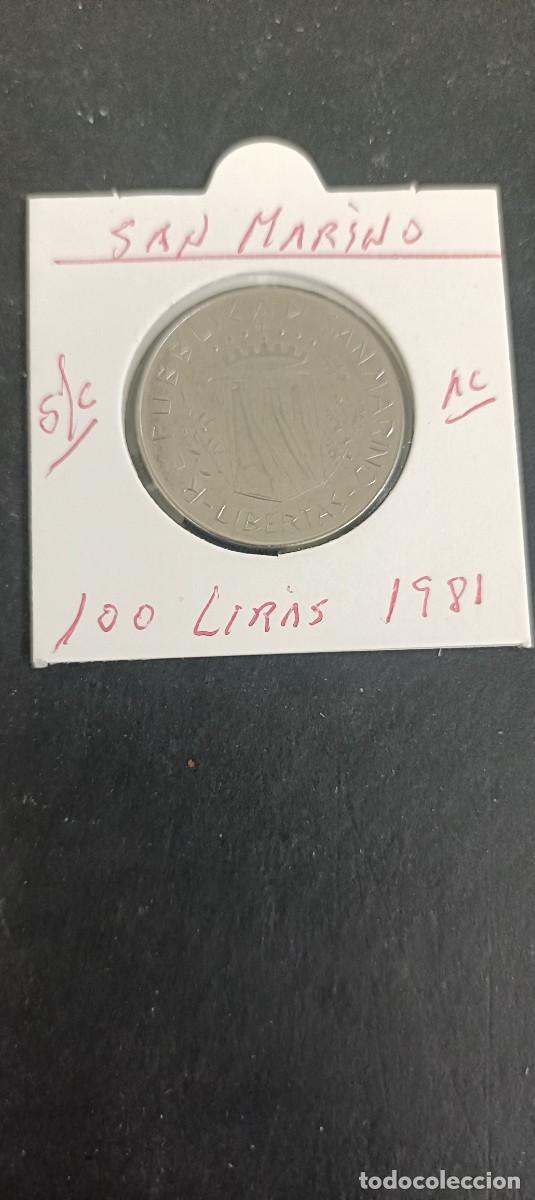 SAN MARINO
REPUBBLICA DI SAN MARINO
S/C
AC
-LIBERTAS-
100 LIRAS 1981
todocoleccion